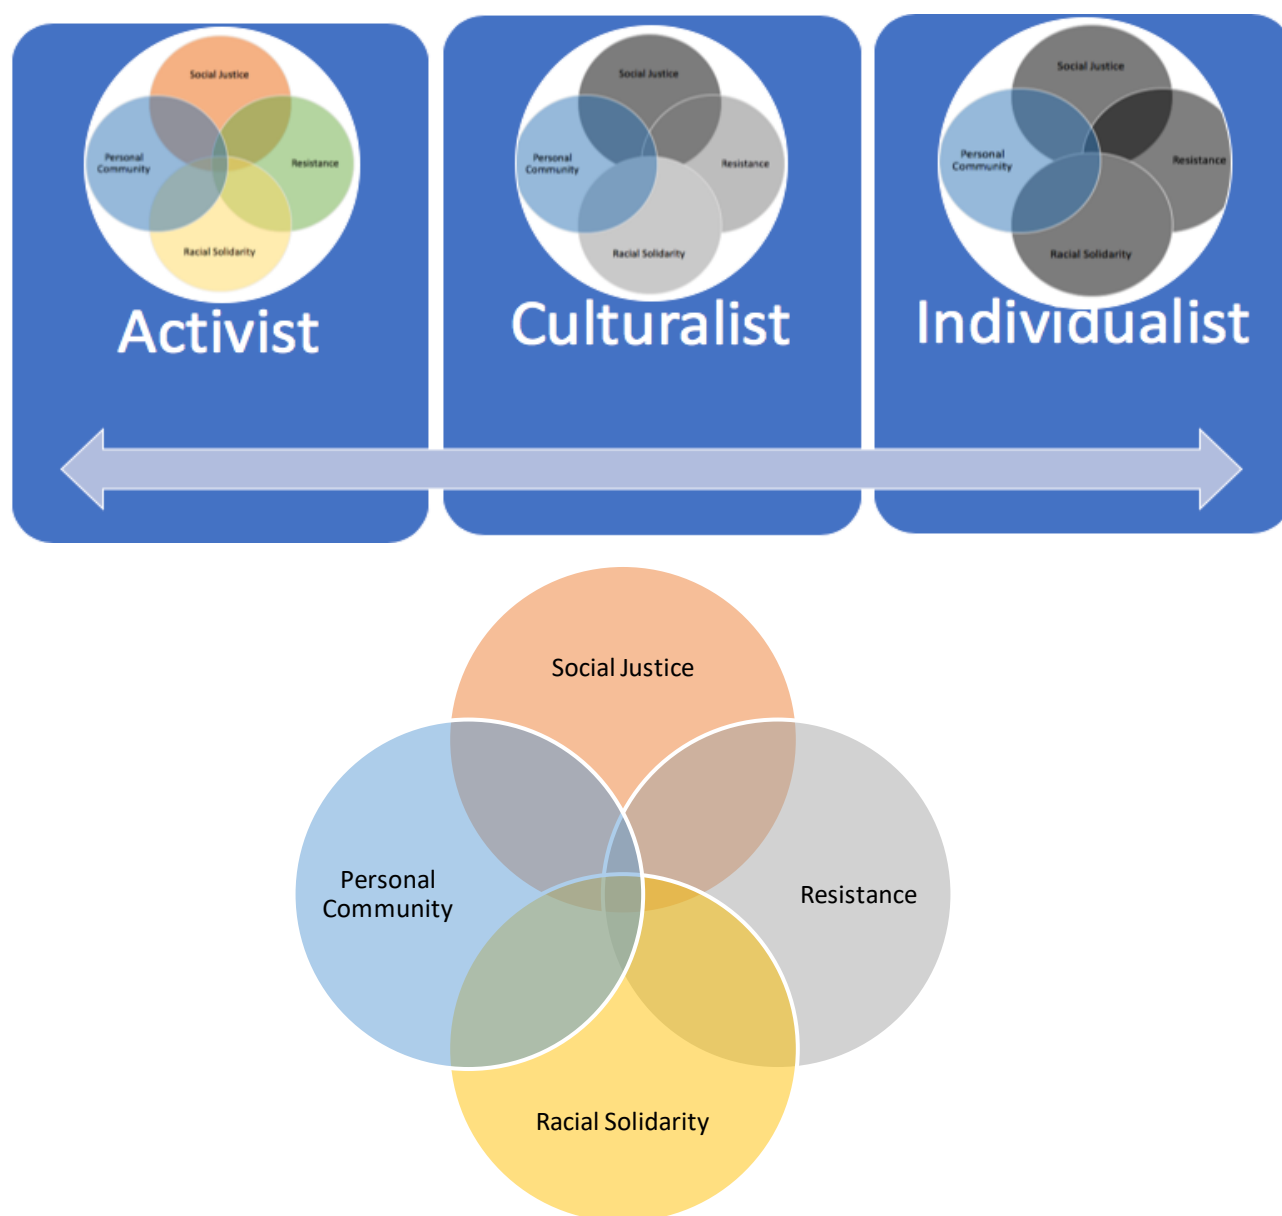 Social Justice
Personal
Community
Resistance
Racial Solidarity
Activist
Social Justice
Personal
Community
Resistance
Racial Solidarity
Culturalist
Social Justice
Personal
Community
Resistance
Racial Solidarity
Individualist
Social Justice
Personal
Community
Resistance
Racial Solidarity